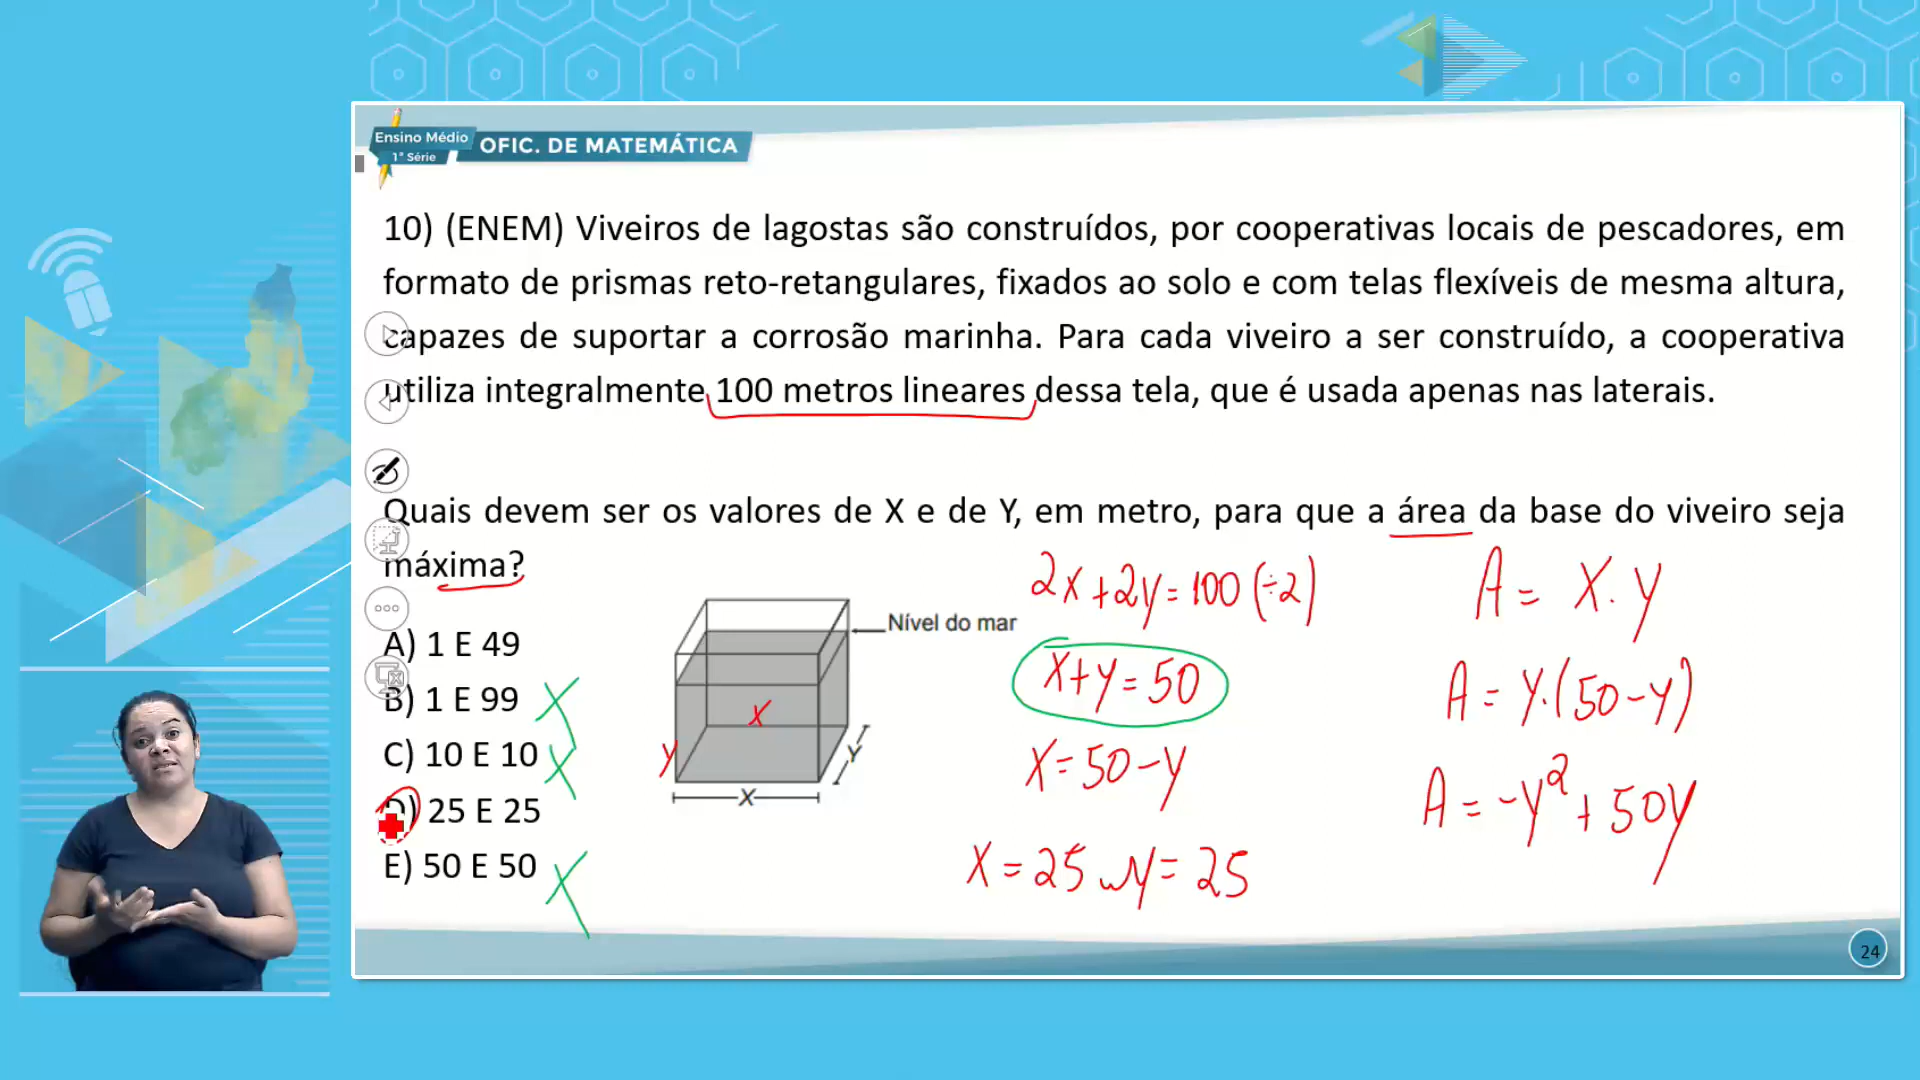 Ensino Médio
1ª Série
OFIC. DE MATEMÁTICA
10) (ENEM) Viveiros de lagostas são construídos, por cooperativas locais de pescadores, em
formato de prismas reto-retangulares, fixados ao solo e com telas flexíveis de mesma altura,
capazes de suportar a corrosão marinha. Para cada viveiro a ser construído, a cooperativa
utiliza integralmente 100 metros lineares dessa tela, que é usada apenas nas laterais.
Quais devem ser os valores de X e de Y, em metro, para que a área da base do viveiro seja
máxima?
A) 1 E 49
B) 1 E 99 X
C) 10 E 10 X
D) 25 E 25
E) 50 E 50 X
Nível do mar
X
y
Y
X
2x+2y=100 (÷2)
x+y=50
x=50-y
x=25 y=25
A = x.y
A = y.(50-y)
A = -y²+50y
24